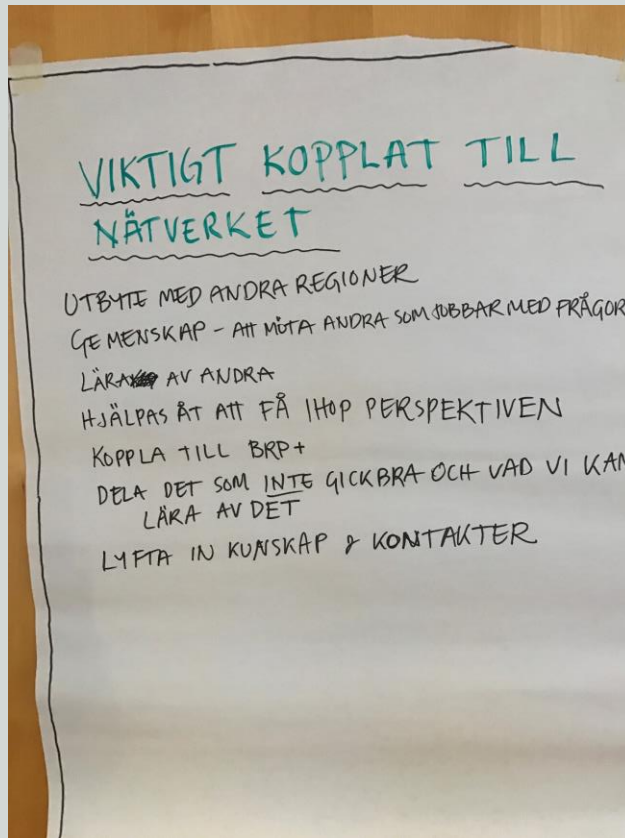 VIKTIGT KOPPLAT TILL
NÄTVERKET
UTBYTE MED ANDRA REGIONER
GEMENSKAP - ATT MÖTA ANDRA SOM JOBBAR MED FRÅGOR
LÄRA AV ANDRA
HJÄLPAS ÅT ATT FÅ IHOP PERSPEKTIVEN
KOPPLA TILL BRP+
DELA DET SOM INTE GICK BRA OCH VAD VI KAN
LÄRA AV DET
LYFTA IN KUNSKAP & KONTAKTER